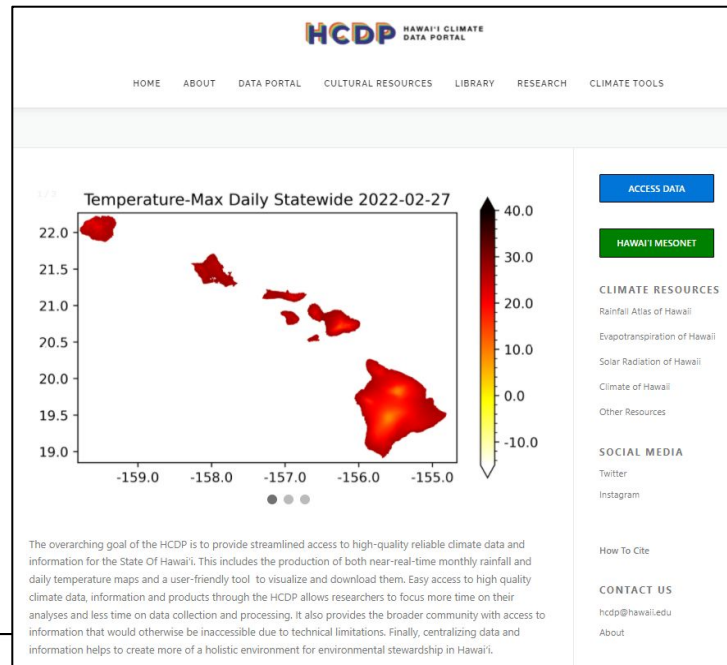 HCDP HAWAI'I CLIMATE
DATA PORTAL
HOME ABOUT DATA PORTAL CULTURAL RESOURCES LIBRARY RESEARCH CLIMATE TOOLS
Temperature-Max Daily Statewide 2022-02-27
22.0
21.5
21.0
20.5
20.0
19.5
19.0
-159.0 -158.0 -157.0 -156.0 -155.0
40.0
30.0
20.0
10.0
0.0
-10.0
The overarching goal of the HCDP is to provide streamlined access to high-quality reliable climate data and
information for the State Of Hawai'i. This includes the production of both near-real-time monthly rainfall and
daily temperature maps and a user-friendly tool to visualize and download them. Easy access to high quality
climate data, information and products through the HCDP allows researchers to focus more time on their
analyses and less time on data collection and processing. It also provides the broader community with access to
information that would otherwise be inaccessible due to technical limitations. Finally, centralizing data and
information helps to create more of a holistic environment for environmental stewardship in Hawai'i.
ACCESS DATA
HAWAI'I MESONET
CLIMATE RESOURCES
Rainfall Atlas of Hawaii
Evapotranspiration of Hawaii
Solar Radiation of Hawaii
Climate of Hawaii
Other Resources
SOCIAL MEDIA
Twitter
Instagram
How To Cite
CONTACT US
hcdp@hawaii.edu
About